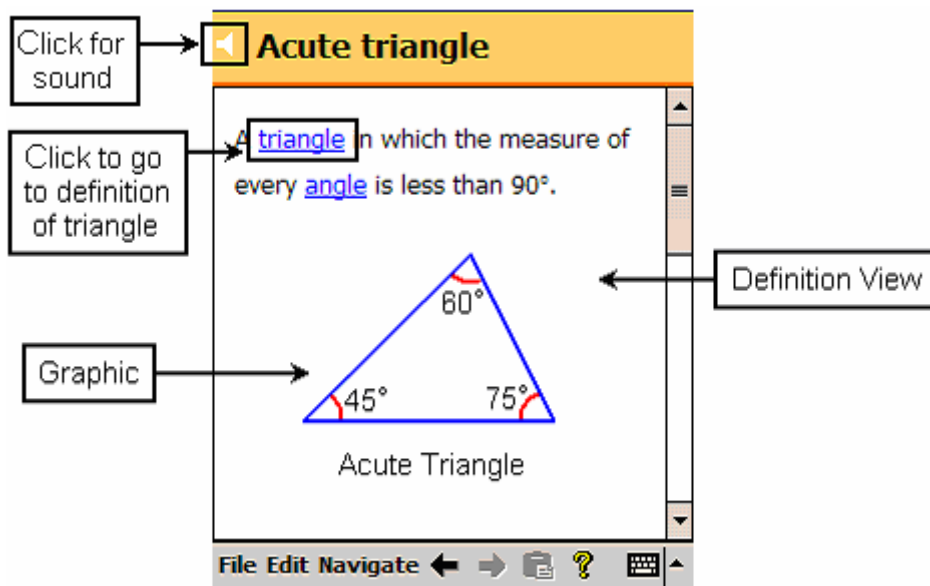 Click for
sound
Acute triangle
A triangle in which the measure of
every angle is less than 90°.
Click to go
to definition
of triangle
Definition View
Graphic
60°
45°
75°
Acute Triangle
File Edit Navigate